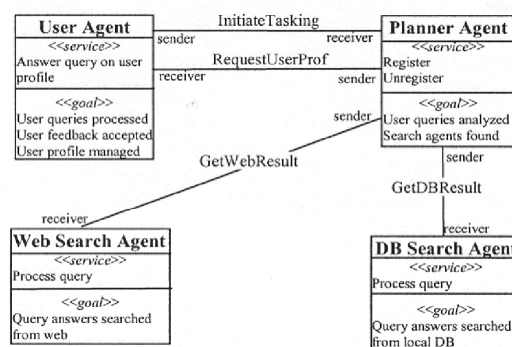 User Agent
<<service>>
Answer query on user
profile
<<goal>>
User queries processed
User feedback accepted
User profile managed
InitiateTasking
sender
receiver
RequestUserProf
receiver
sender
Planner Agent
<<service>>
Register
Unregister
<<goal>>
User queries analyzed
Search agents found
sender
GetWebResult
receiver
sender
GetDBResult
receiver
Web Search Agent
<<service>>
Process query
<<goal>>
Query answers searched
from web
DB Search Agent
<<service>>
Process query
<<goal>>
Query answers searched
from local DB